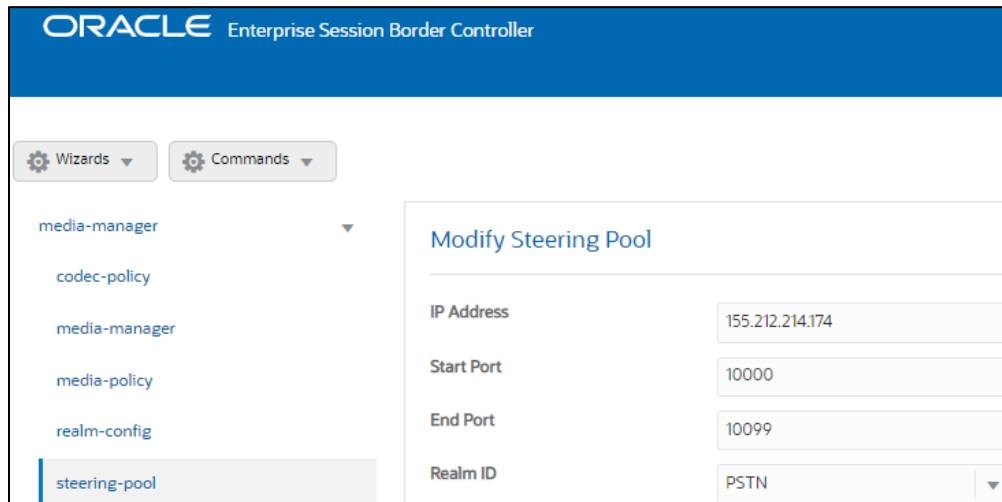 ORACLE Enterprise Session Border Controller
Wizards Commands
media-manager
codec-policy
media-manager
media-policy
realm-config
steering-pool
Modify Steering Pool
IP Address 155.212.214.174
Start Port 10000
End Port 10099
Realm ID PSTN